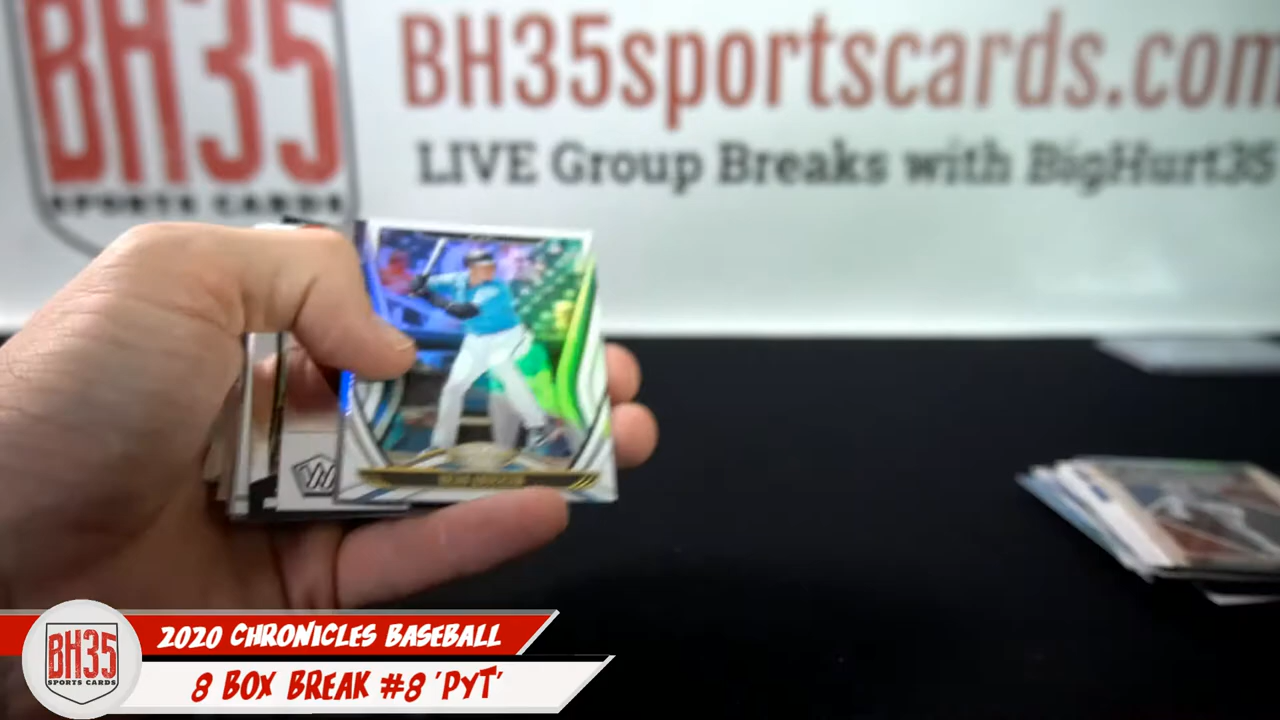 BH35
SPORTS CARDS
BH35sportscards.com
LIVE Group Breaks with BigHurt35
W
BH35
SPORTS CARDS
2020 CHRONICLES BASEBALL
8 BOX BREAK #8 'PYT'